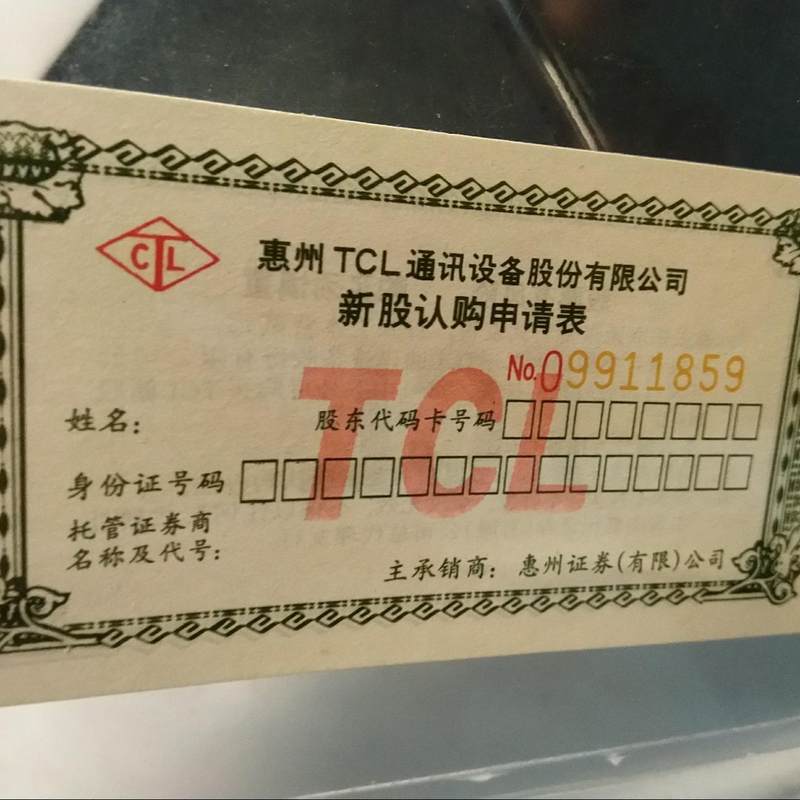 CTL
惠州TCL通讯设备股份有限公司
新股认购申请表
No.09911859
TCL
姓名: 股东代码卡号码
身份证号码
托管证券商
名称及代号:
主承销商: 惠州证券(有限)公司